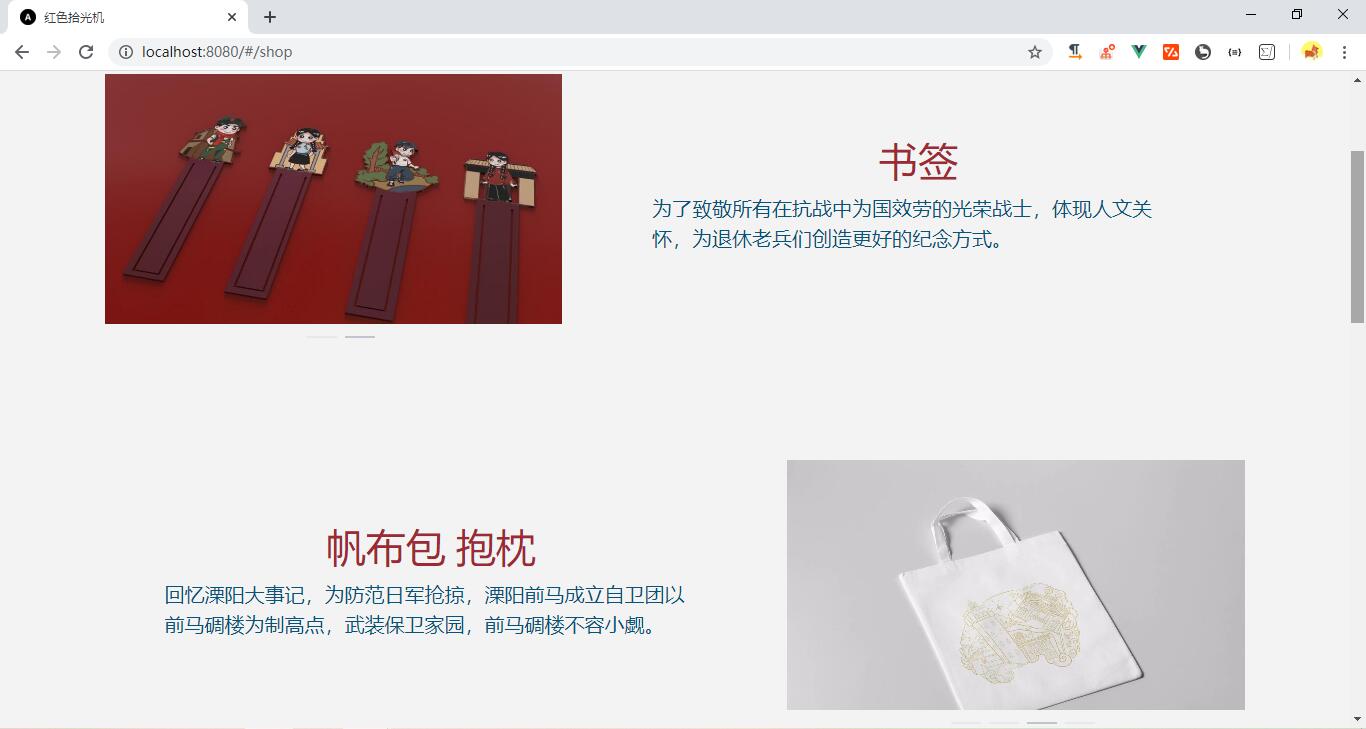 红色拾光机
localhost:8080/#/shop
书签
为了致敬所有在抗战中为国效劳的光荣战士，体现人文关
怀，为退休老兵们创造更好的纪念方式。
帆布包 抱枕
回忆溧阳大事记，为防范日军抢掠，溧阳前马成立自卫团以
前马碉楼为制高点，武装保卫家园，前马碉楼不容小觑。